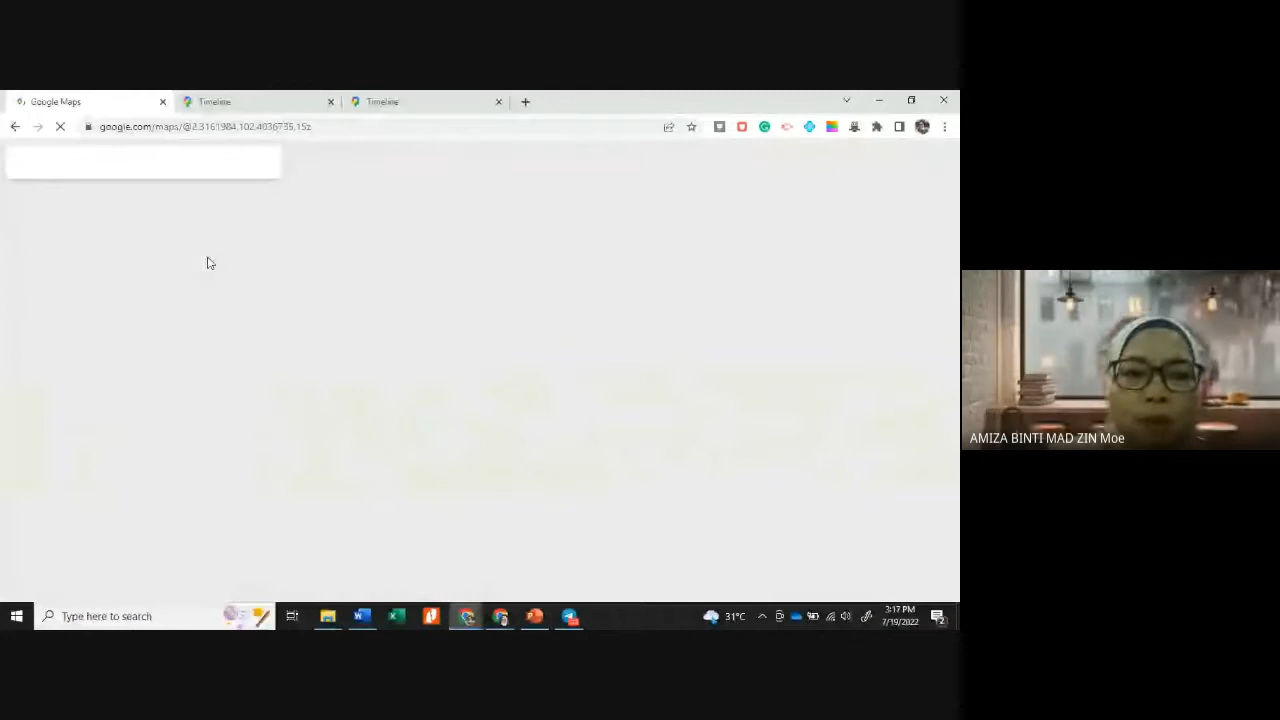 Google Maps
Timeline
Timeline
google.com/maps/@2.3161984,102.4036735,15z
AMIZA BINTI MAD ZIN Moe
Type here to search
31°C
3:17 PM
7/19/2022